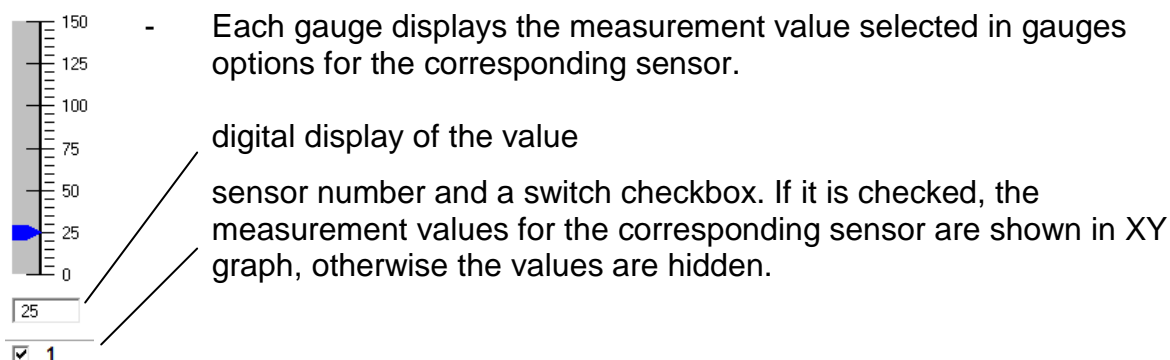 150
125
100
75
50
25
0
25
1
- Each gauge displays the measurement value selected in gauges
options for the corresponding sensor.
digital display of the value
sensor number and a switch checkbox. If it is checked, the
measurement values for the corresponding sensor are shown in XY
graph, otherwise the values are hidden.